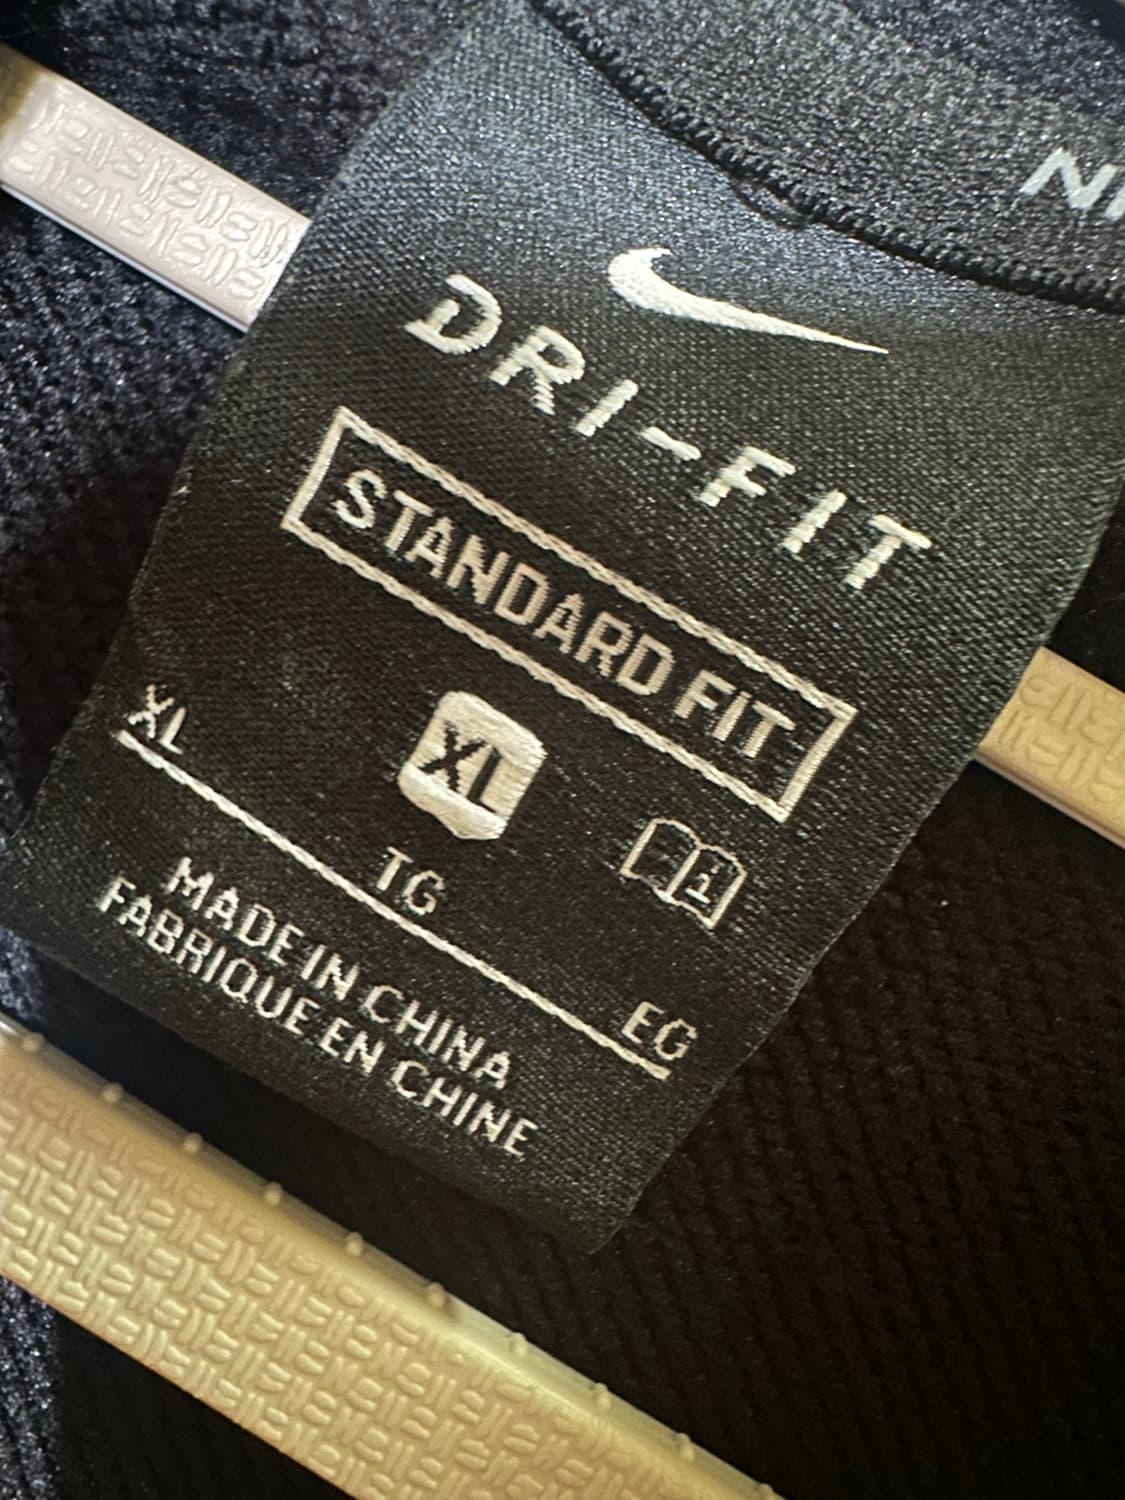 DRI-FIT
STANDARD FIT
XL
XL
TG
EG
MADE IN CHINA
FABRIQUE EN CHINE